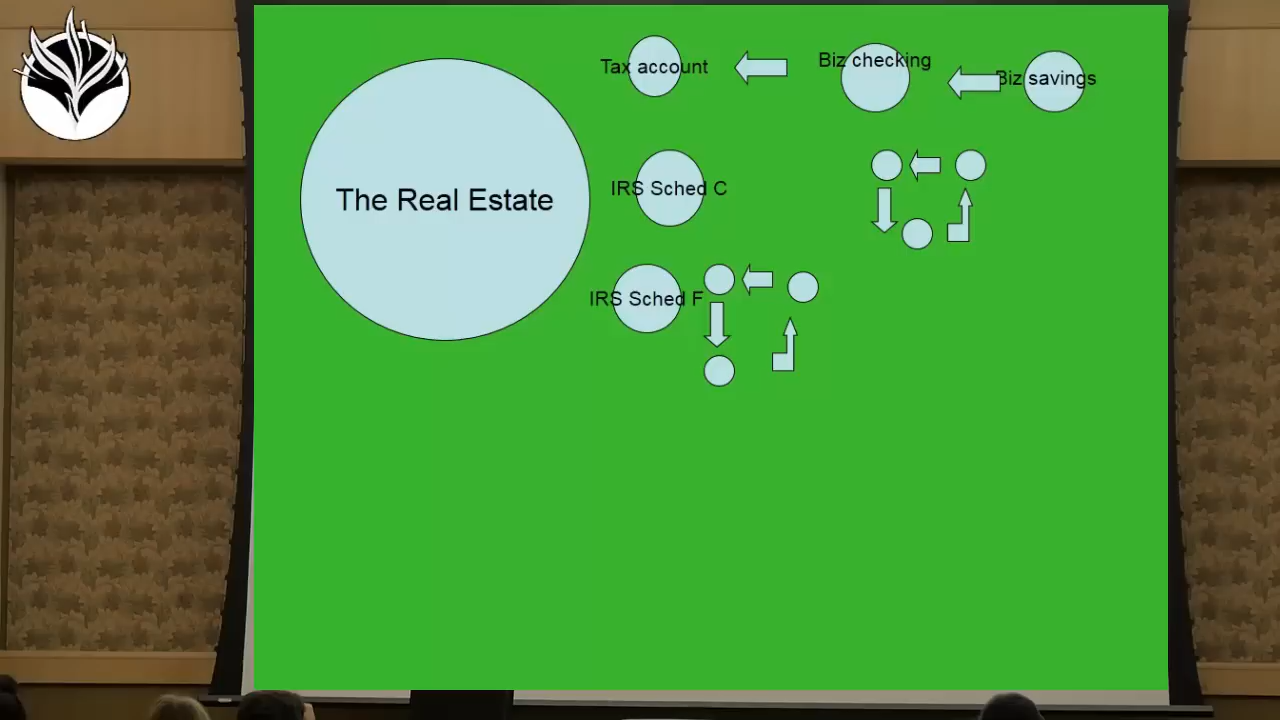 Tax account
Biz checking
Biz savings
The Real Estate
IRS Sched C
IRS Sched F